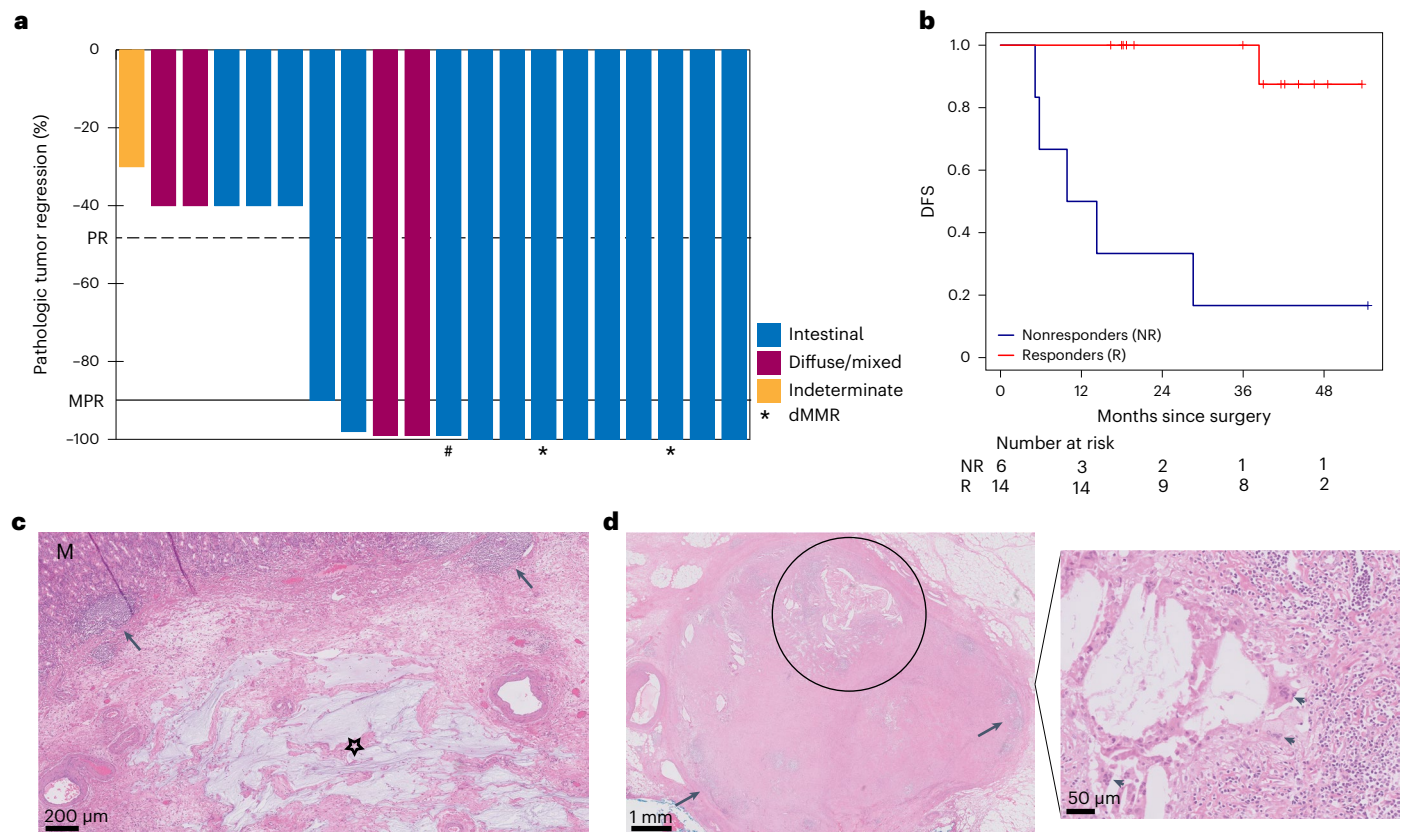 a
Pathologic tumor regression (%)
0
–20
–40
PR
–60
–80
MPR
–100
#
*
*
Intestinal
Diffuse/mixed
Indeterminate
* dMMR
b
DFS
1.0
0.8
0.6
0.4
0.2
0
Nonresponders (NR)
Responders (R)
0 12 24 36 48
Months since surgery
Number at risk
NR 6 3 2 1 1
R 14 14 9 8 2
c
M
200 µm
d
1 mm
50 µm